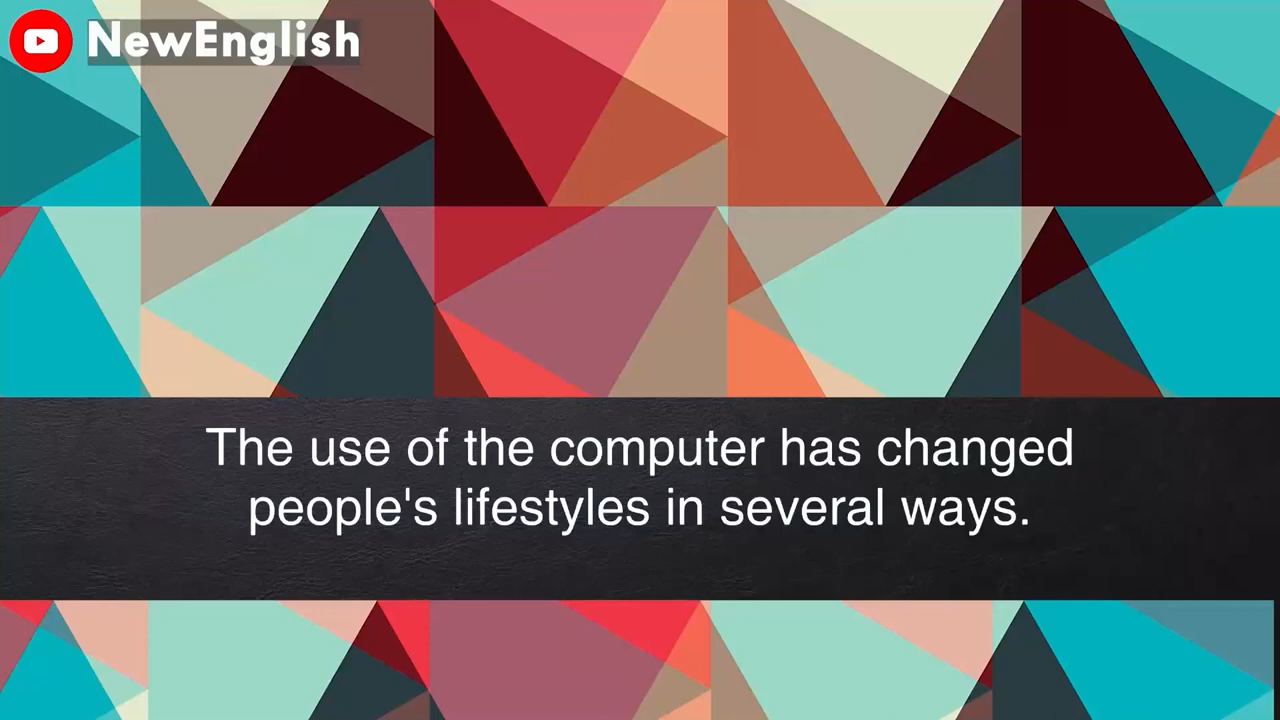 NewEnglish
The use of the computer has changed
people's lifestyles in several ways.